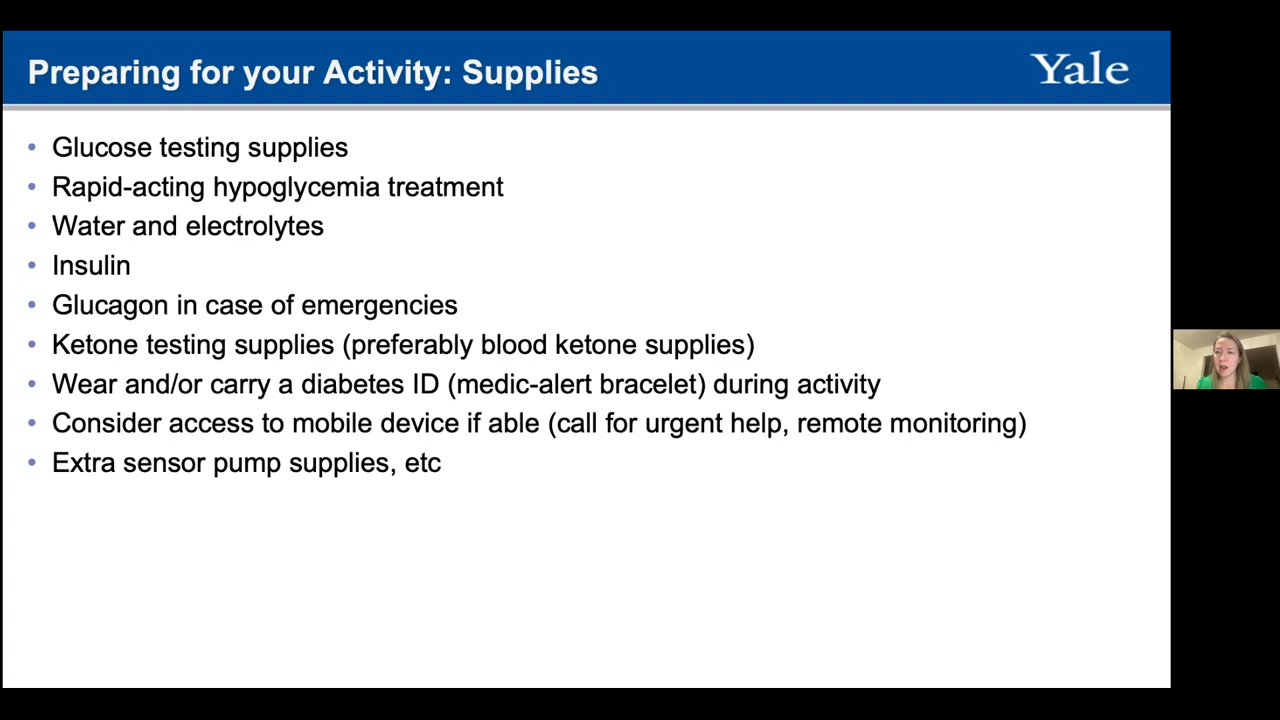 Preparing for your Activity: Supplies
Yale
• Glucose testing supplies
• Rapid-acting hypoglycemia treatment
• Water and electrolytes
• Insulin
• Glucagon in case of emergencies
• Ketone testing supplies (preferably blood ketone supplies)
• Wear and/or carry a diabetes ID (medic-alert bracelet) during activity
• Consider access to mobile device if able (call for urgent help, remote monitoring)
• Extra sensor pump supplies, etc